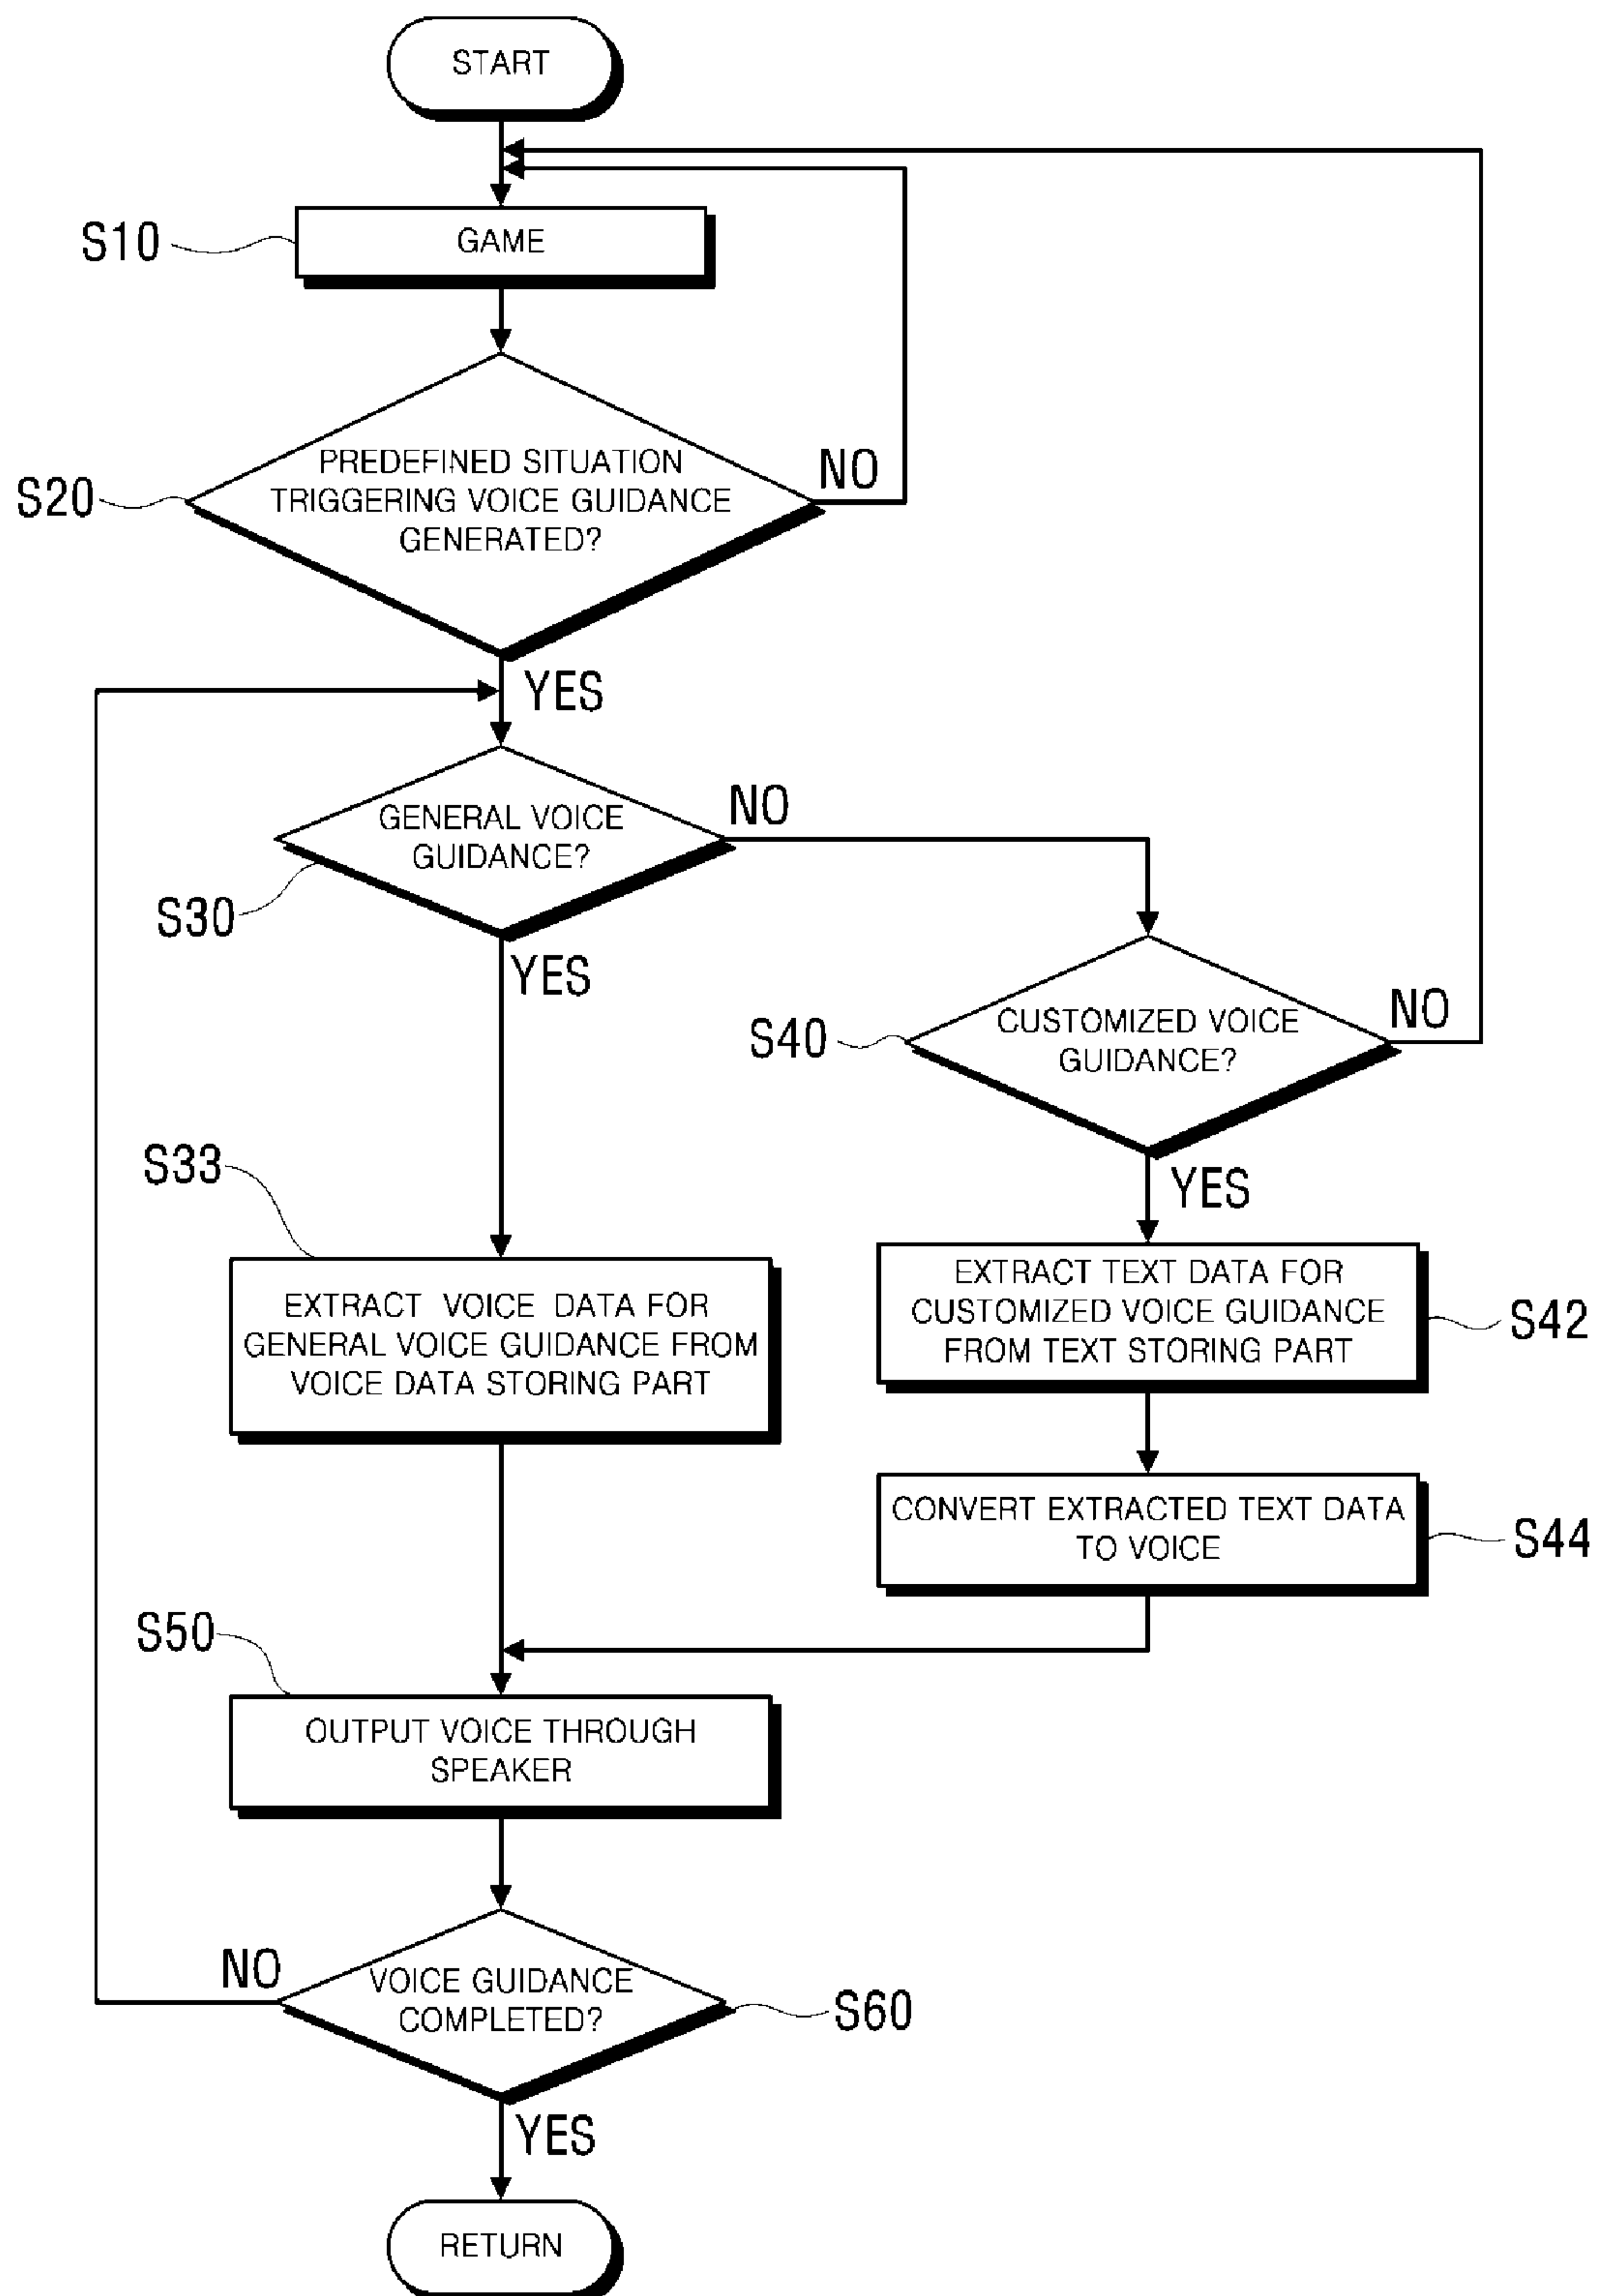 START
S10
GAME
S20
PREDEFINED SITUATION
TRIGGERING VOICE GUIDANCE
GENERATED?
NO
YES
GENERAL VOICE
GUIDANCE?
NO
S30
YES
S40
CUSTOMIZED VOICE
GUIDANCE?
NO
YES
S33
EXTRACT VOICE DATA FOR
GENERAL VOICE GUIDANCE FROM
VOICE DATA STORING PART
EXTRACT TEXT DATA FOR
CUSTOMIZED VOICE GUIDANCE
FROM TEXT STORING PART
S42
CONVERT EXTRACTED TEXT DATA
TO VOICE
S44
S50
OUTPUT VOICE THROUGH
SPEAKER
NO
VOICE GUIDANCE
COMPLETED?
S60
YES
RETURN